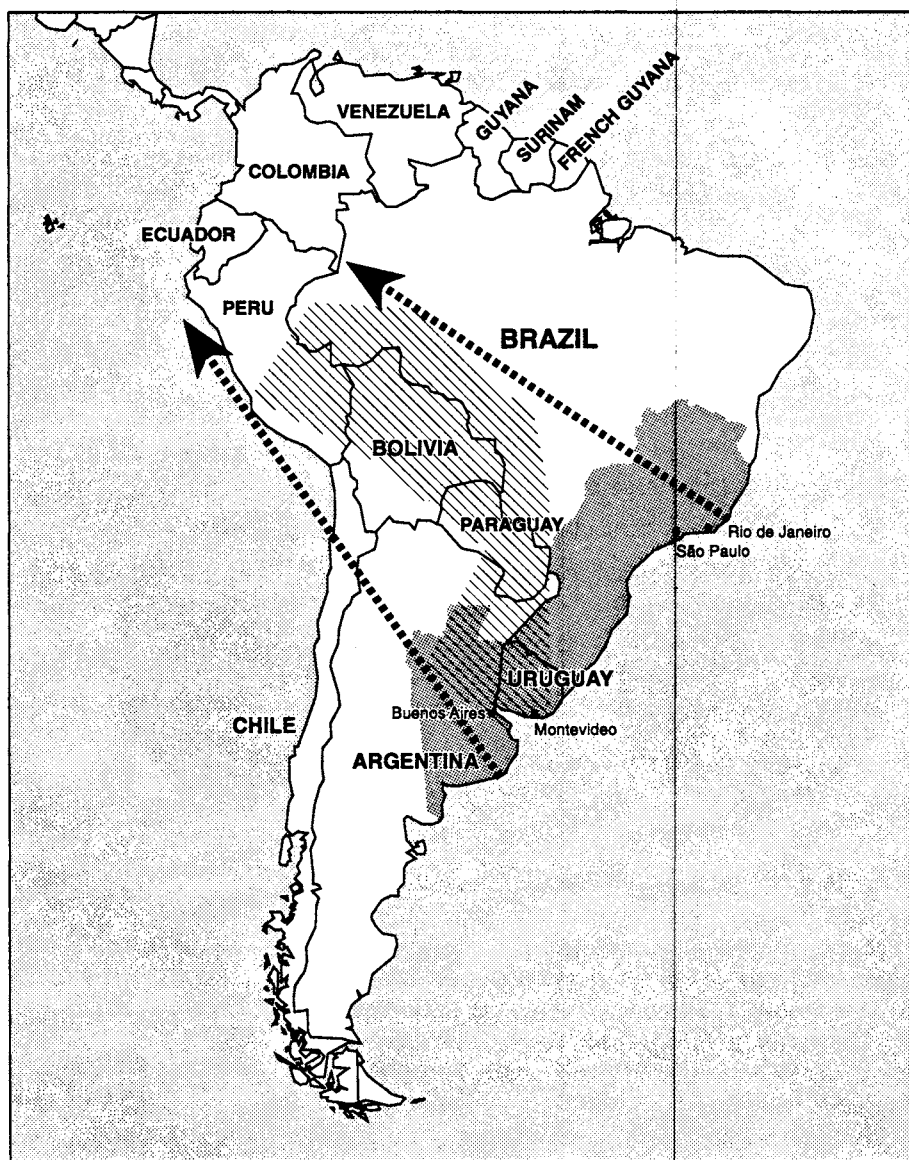 VENEZUELA
GUYANA
SURINAM
FRENCH GUYANA
COLOMBIA
ECUADOR
PERU
BRAZIL
BOLIVIA
PARAGUAY
Rio de Janeiro
São Paulo
URUGUAY
Buenos Aires
Montevideo
CHILE
ARGENTINA